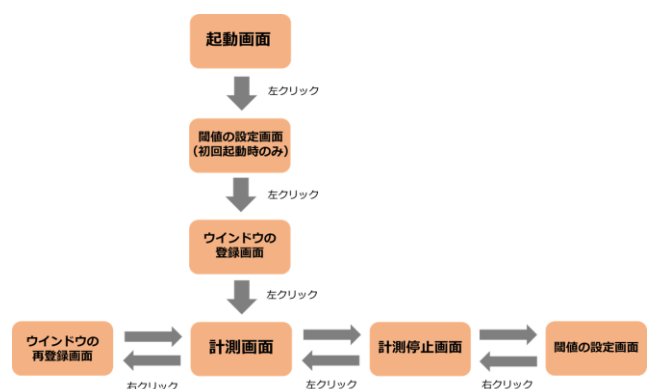 起動画面
左クリック
閾値の設定画面
（初回起動時のみ）
左クリック
ウインドウの
登録画面
左クリック
ウインドウの
再登録画面
計測画面
計測停止画面
閾値の設定画面
右クリック
左クリック
右クリック